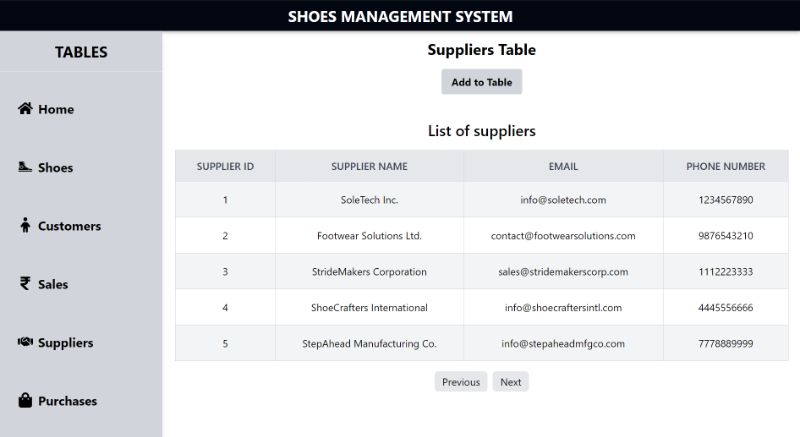 SHOES MANAGEMENT SYSTEM
TABLES
Home
Shoes
Customers
Sales
Suppliers
Purchases
Suppliers Table
Add to Table
List of suppliers
SUPPLIER ID SUPPLIER NAME EMAIL PHONE NUMBER
1 SoleTech Inc. info@soletech.com 1234567890
2 Footwear Solutions Ltd. contact@footwearsolutions.com 9876543210
3 StrideMakers Corporation sales@stridemakerscorp.com 1112223333
4 ShoeCrafters International info@shoecraftersintl.com 4445556666
5 StepAhead Manufacturing Co. info@stepaheadmfgco.com 7778889999
Previous Next